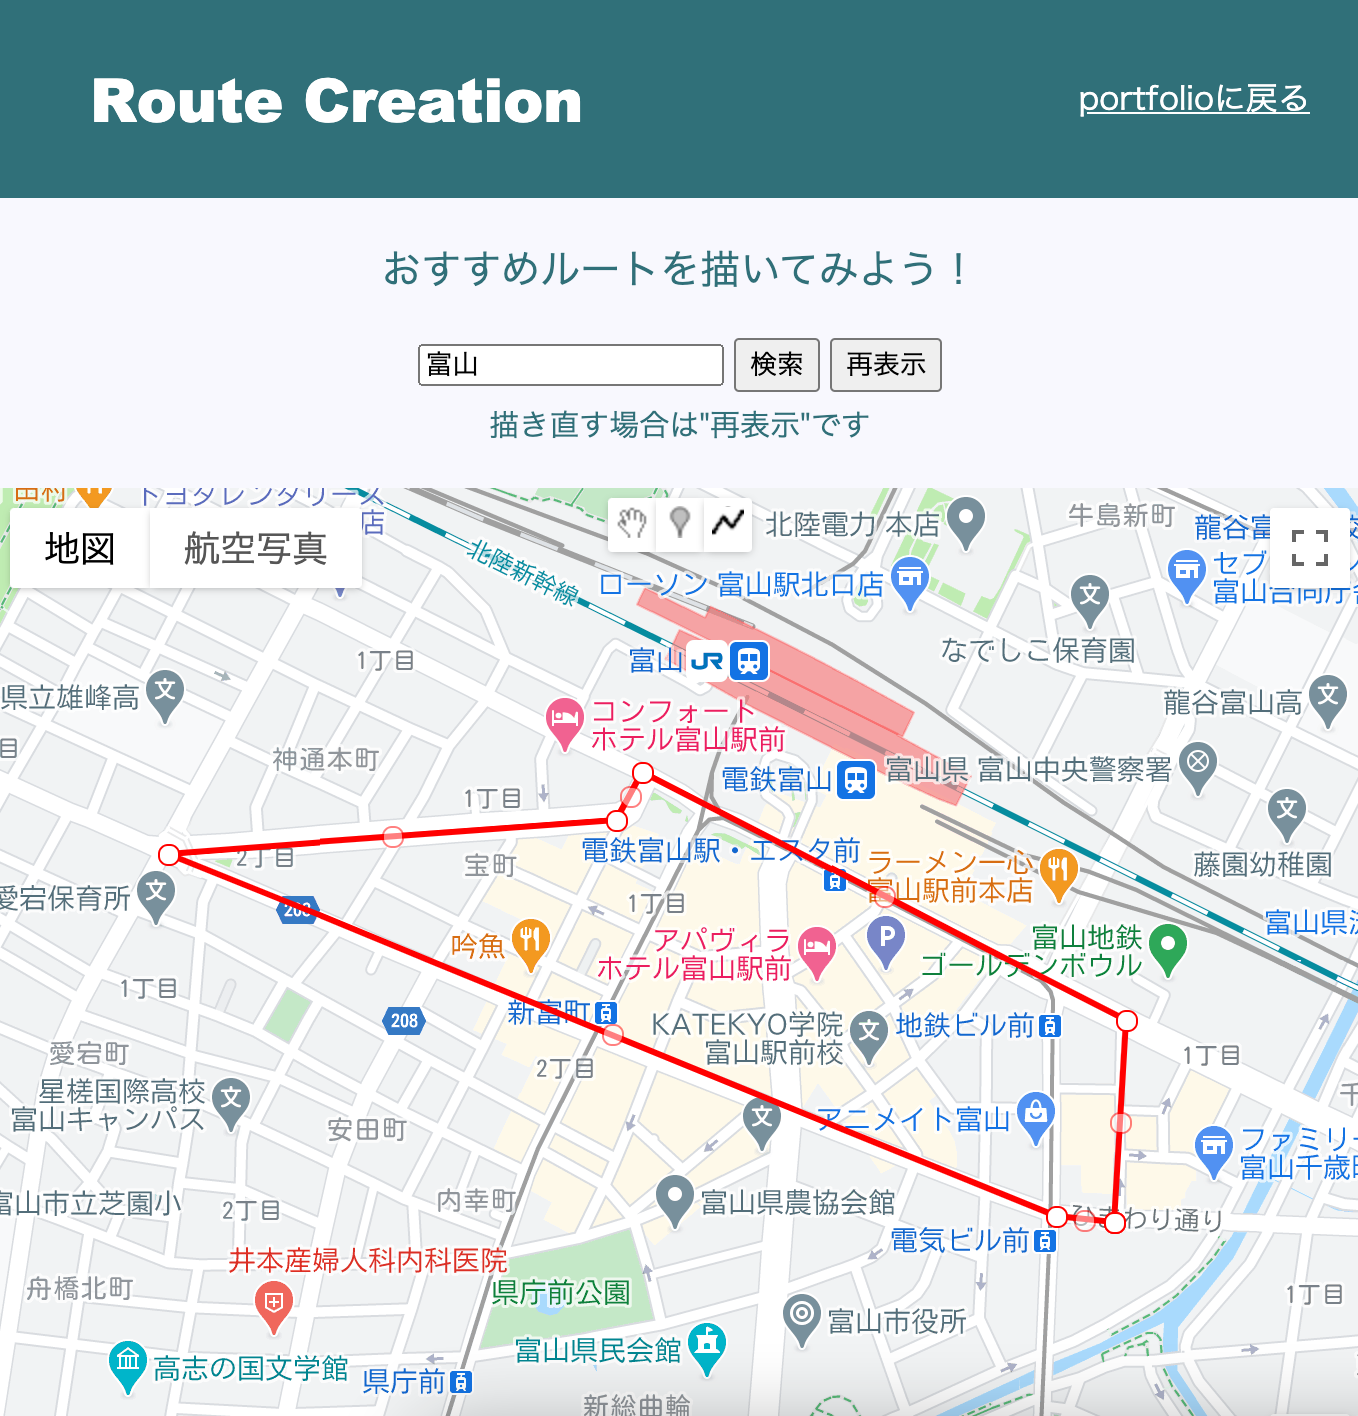 Route Creation
portfolioに戻る
おすすめルートを描いてみよう！
富山
検索
再表示
描き直す場合は"再表示"です
田村
トヨタレンタリース
店
地図
航空写真
北陸新幹線
北陸電力 本店
牛島新町
ローソン 富山駅北口店
なでしこ保育園
富山
JR
1丁目
県立雄峰高
コンフォート
ホテル富山駅前
龍谷富山高
目
神通本町
電鉄富山
富山県 富山中央警察署
1丁目
藤園幼稚園
2丁目
宝町
電鉄富山駅・エスタ前
ラーメン一心
富山駅前本店
愛宕保育所
208
1丁目
吟魚
アパヴィラ
ホテル富山駅前
P
富山地鉄
ゴールデンボウル
1丁目
208
新富町
KATEKYO学院
富山駅前校
地鉄ビル前
1丁目
愛宕町
2丁目
星槎国際高校
富山キャンパス
安田町
アニメイト富山
ファミリー
富山千歳町
富山市立芝園小
2丁目
内幸町
富山県農協会館
電気ビル前
ひまわり通り
井本産婦人科内科医院
舟橋北町
県庁前公園
1丁目
富山市役所
富山県民会館
高志の国文学館
県庁前
新総曲輪